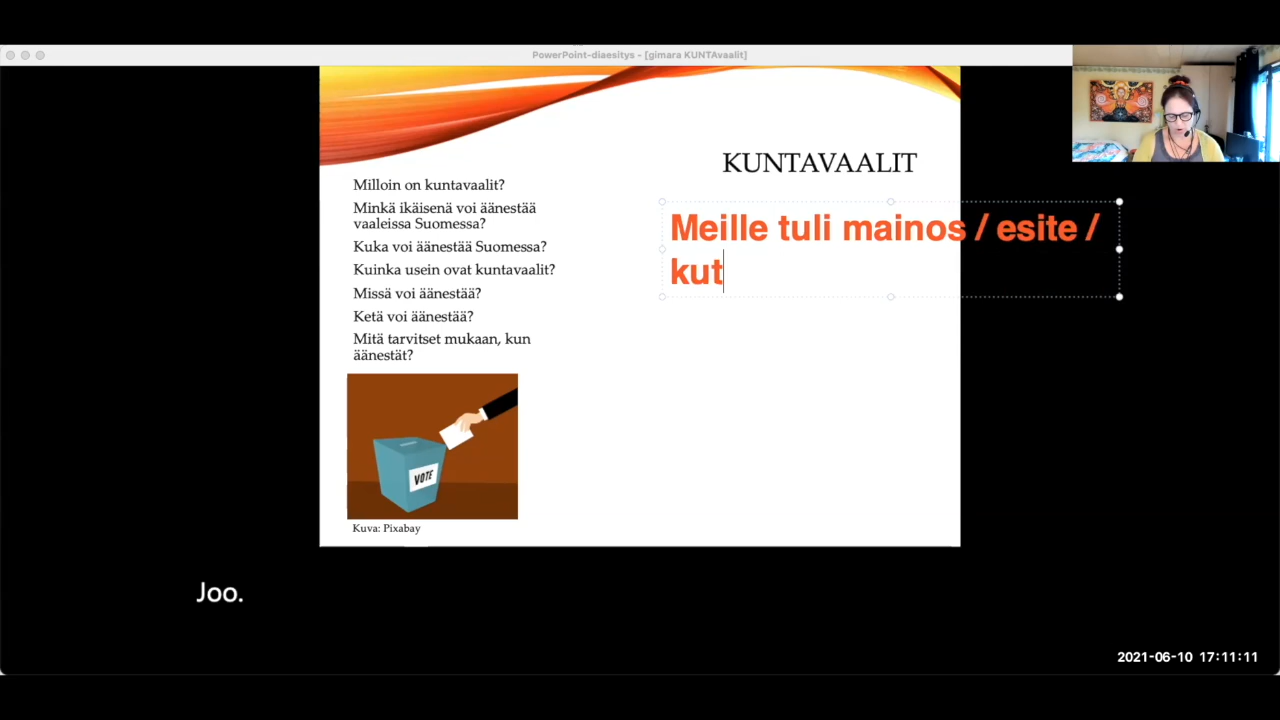 PowerPoint-diaesitys - [gimara KUNTAvaalit]
KUNTAVAALIT
Milloin on kuntavaalit?
Minkä ikäisenä voi äänestää
vaaleissa Suomessa?
Kuka voi äänestää Suomessa?
Kuinka usein ovat kuntavaalit?
Missä voi äänestää?
Ketä voi äänestää?
Mitä tarvitset mukaan, kun
äänestät?
Meille tuli mainos / esite /
kut
VOTE
Kuva: Pixabay
Joo.
2021-06-10 17:11:11